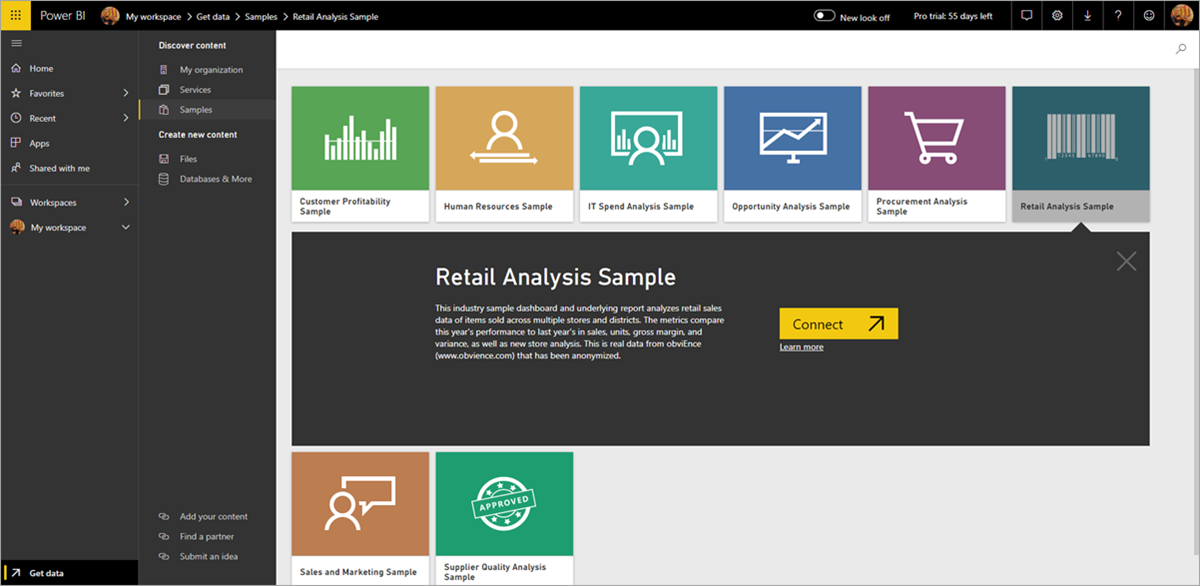 Power BI
My workspace > Get data > Samples > Retail Analysis Sample
New look off
Pro trial: 55 days left
?
Home
Favorites
Recent
Apps
Shared with me
Workspaces
My workspace
Get data
Discover content
My organization
Services
Samples
Create new content
Files
Databases & More
Add your content
Find a partner
Submit an idea
Customer Profitability
Sample
Human Resources Sample
IT Spend Analysis Sample
Opportunity Analysis Sample
Procurement Analysis
Sample
Retail Analysis Sample
Retail Analysis Sample
This industry sample dashboard and underlying report analyzes retail sales
data of items sold across multiple stores and districts. The metrics compare
this year's performance to last year's in sales, units, gross margin, and
variance, as well as new store analysis. This is real data from obviEnce
(www.obvience.com) that has been anonymized.
Connect
Learn more
APPROVED
Sales and Marketing Sample
Supplier Quality Analysis
Sample